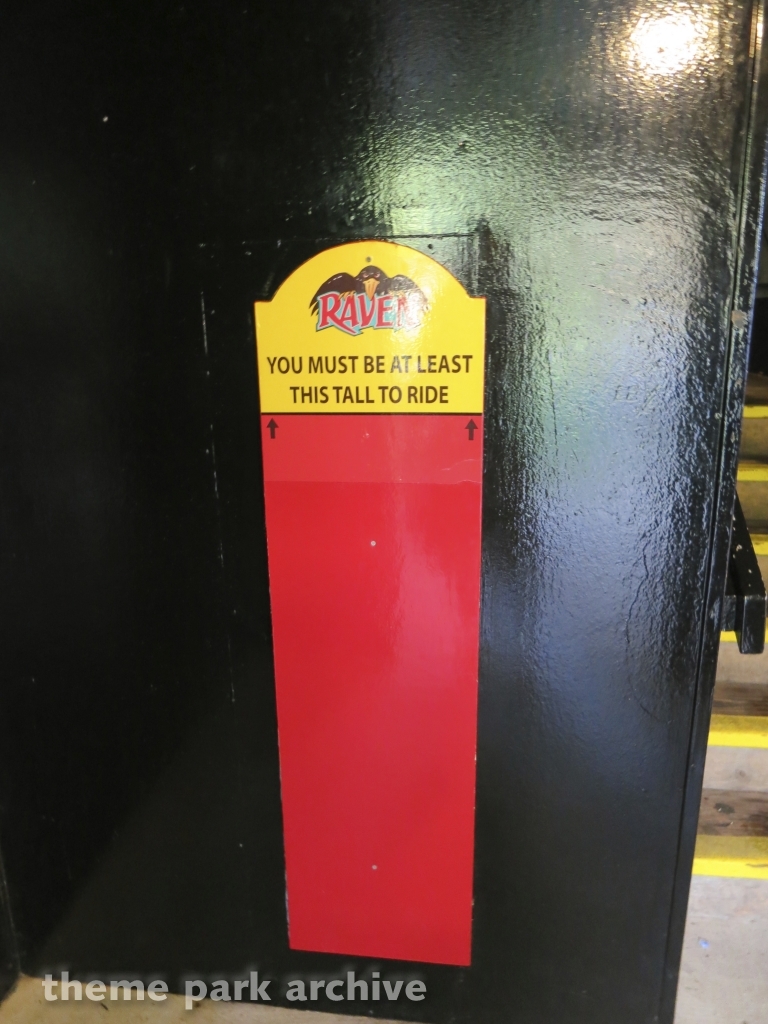 RAVEN
YOU MUST BE AT LEAST
THIS TALL TO RIDE
theme park archive